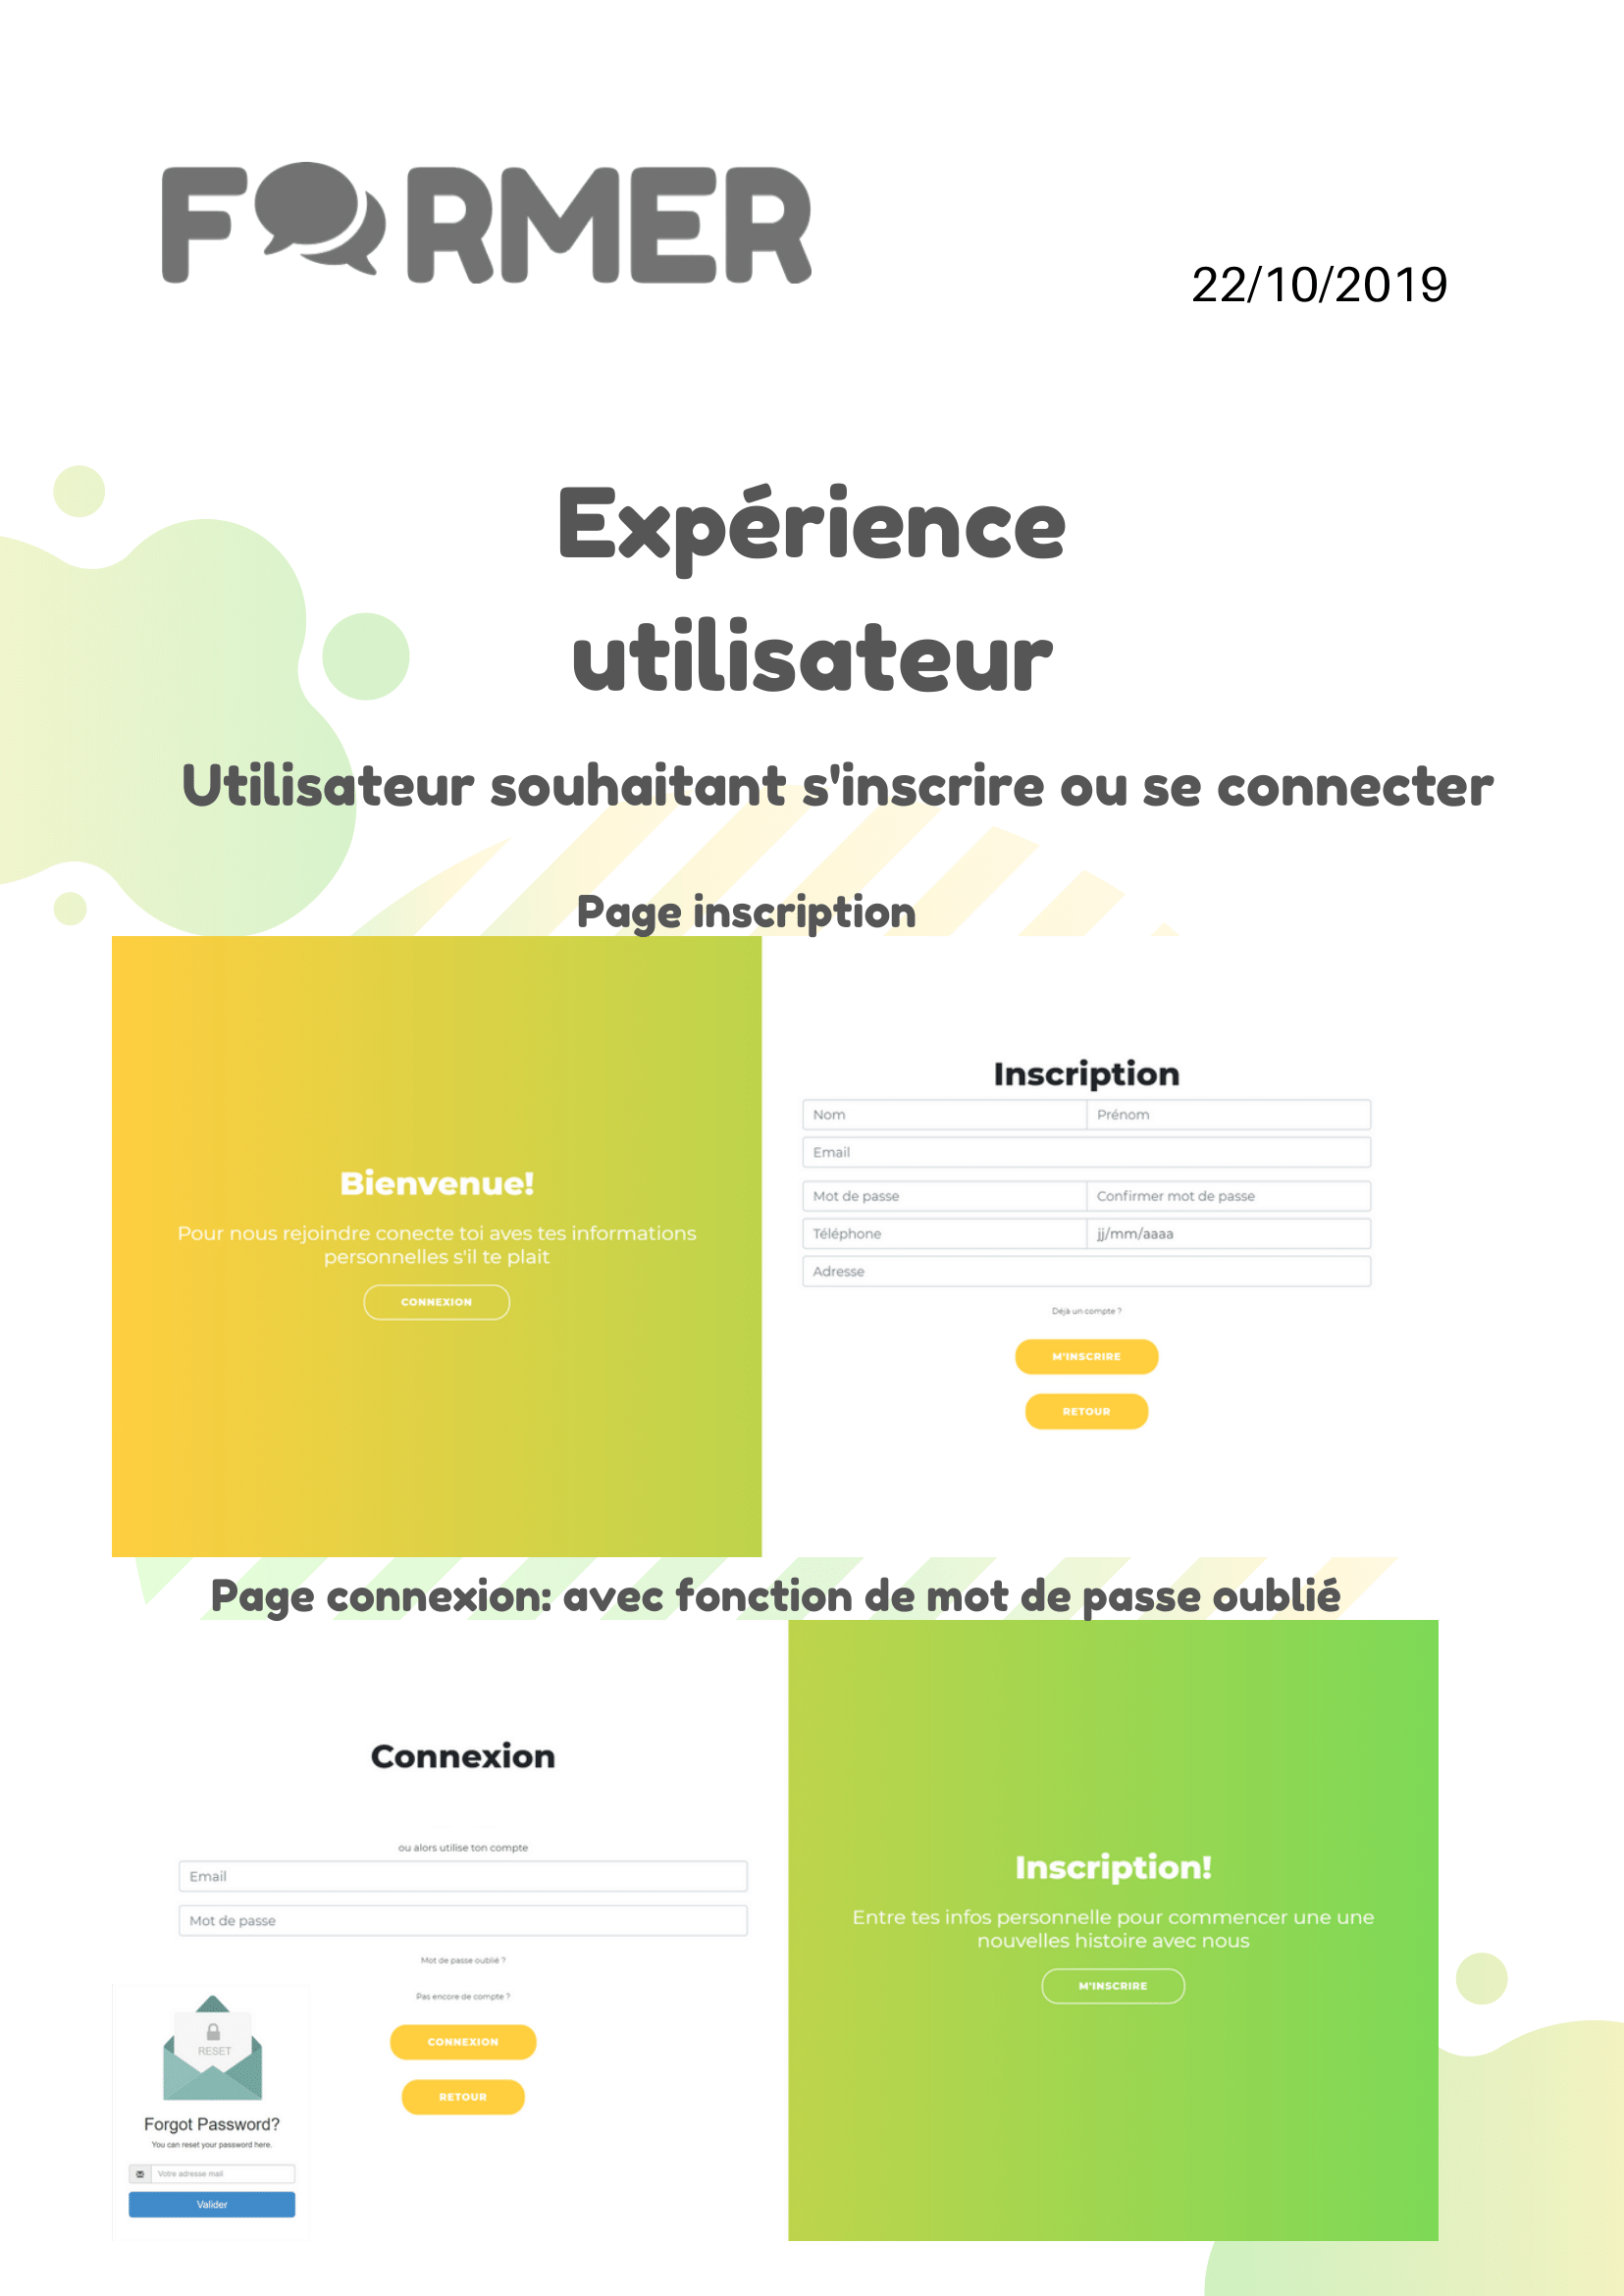 FORMER
22/10/2019
Expérience
utilisateur
Utilisateur souhaitant s'inscrire ou se connecter
Page inscription
Bienvenue!
Pour nous rejoindre conecte toi aves tes informations
personnelles s'il te plait
CONNEXION
Inscription
Nom Prénom
Email
Mot de passe Confirmer mot de passe
Téléphone jj/mm/aaaa
Adresse
Déjà un compte ?
M'INSCRIRE
RETOUR
Page connexion: avec fonction de mot de passe oublié
Connexion
ou alors utilise ton compte
Email
Mot de passe
Mot de passe oublié ?
Pas encore de compte ?
CONNEXION
RETOUR
RESET
Forgot Password?
You can reset your password here.
Votre adresse mail
Valider
Inscription!
Entre tes infos personnelle pour commencer une une
nouvelles histoire avec nous
M'INSCRIRE